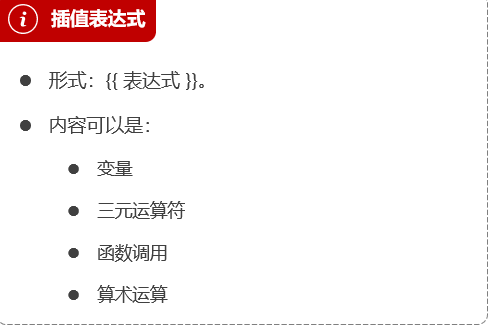 插值表达式
形式：{{ 表达式 }}。
内容可以是：
变量
三元运算符
函数调用
算术运算